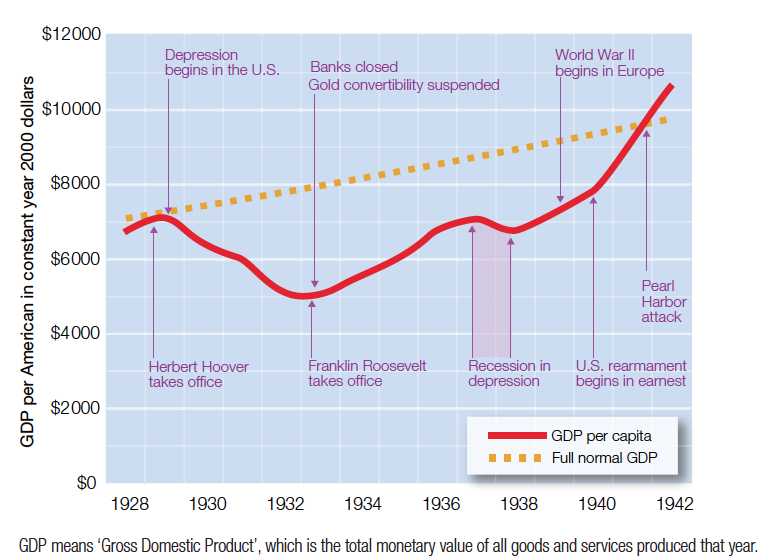 GDP per American in constant year 2000 dollars
$12000
$10000
$8000
$6000
$4000
$2000
$0
Depression
begins in the U.S.
Banks closed
Gold convertibility suspended
World War II
begins in Europe
Pearl
Harbor
attack
Herbert Hoover
takes office
Franklin Roosevelt
takes office
Recession in
depression
U.S. rearmament
begins in earnest
GDP per capita
Full normal GDP
1928
1930
1932
1934
1936
1938
1940
1942
GDP means ‘Gross Domestic Product’, which is the total monetary value of all goods and services produced that year.